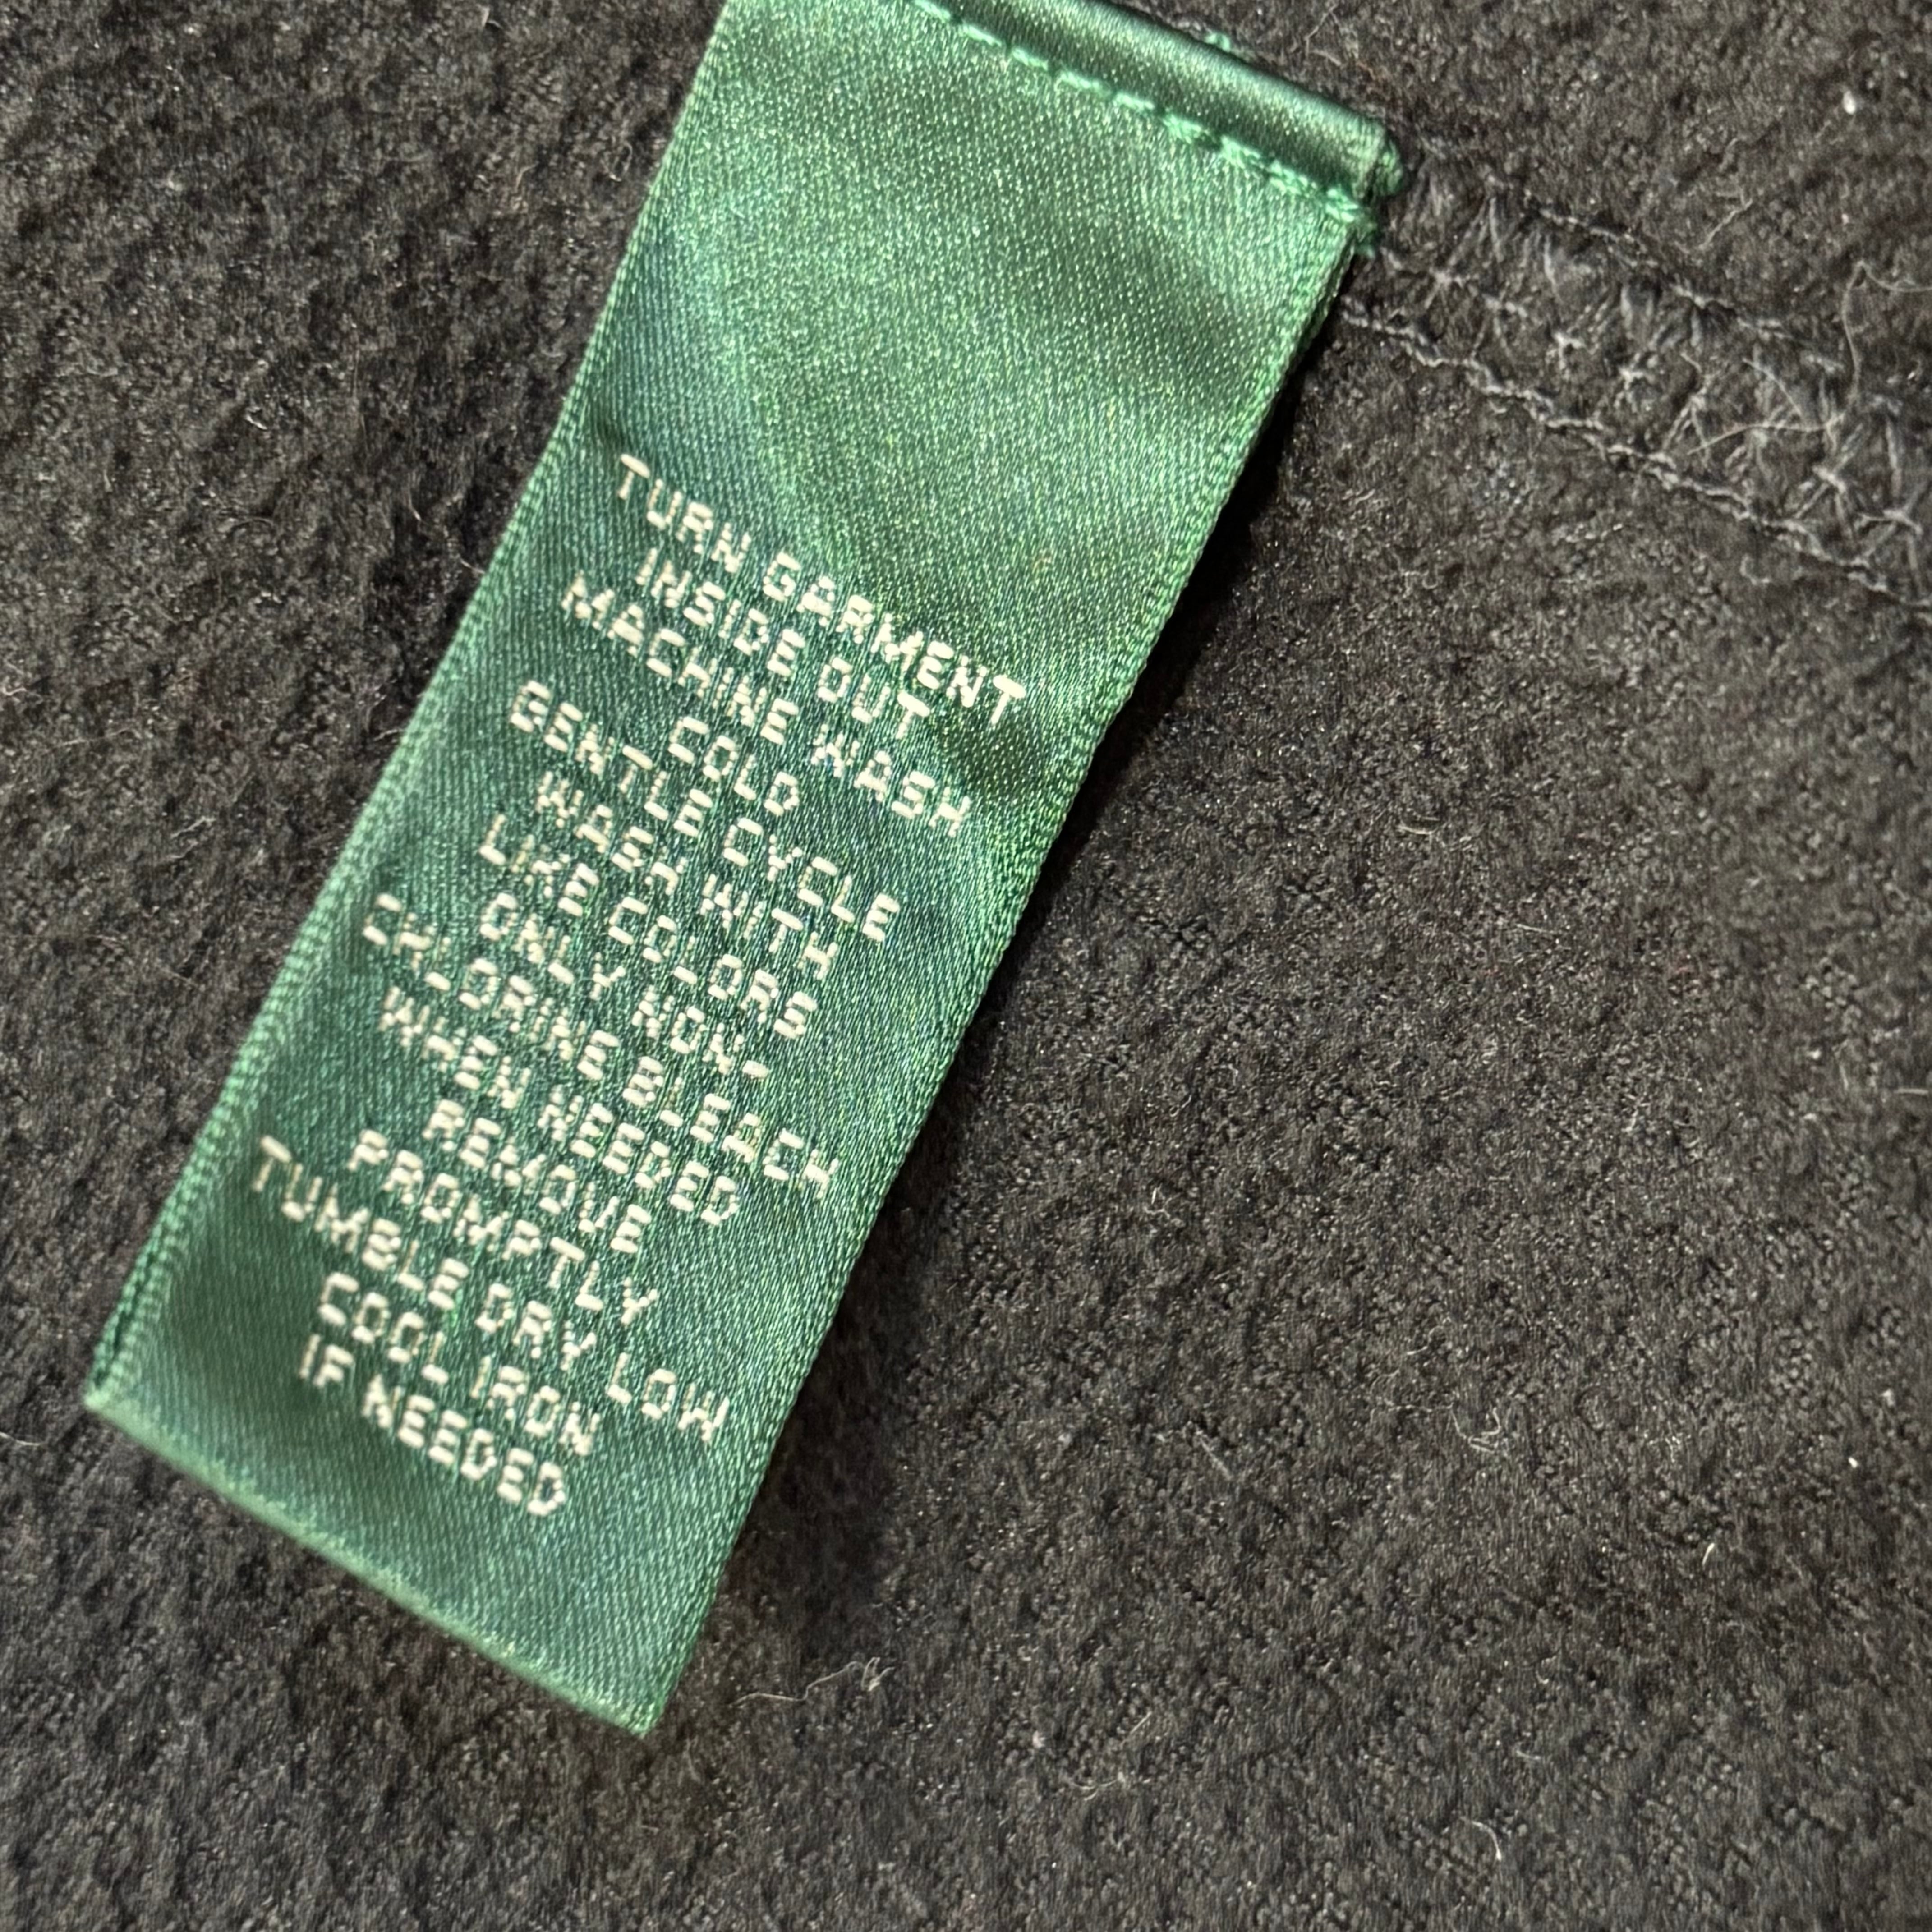 TURN GARMENT
INSIDE OUT
MACHINE WASH
COLD
GENTLE CYCLE
WASH WITH
LIKE COLORS
ONLY NON-
CHLORINE BLEACH
WHEN NEEDED
REMOVE
PROMPTLY
TUMBLE DRY LOW
COOL IRON
IF NEEDED